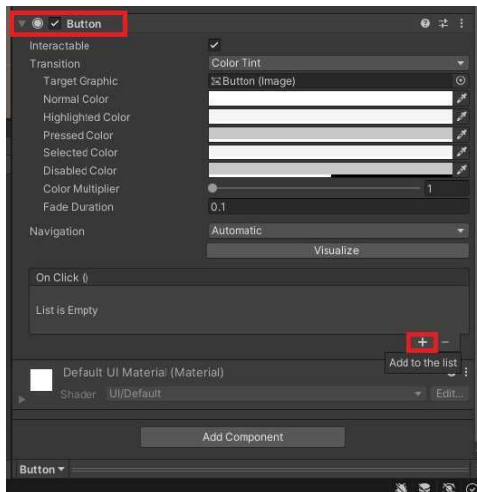 Button
Interactable
Transition Color Tint
Target Graphic Button (Image)
Normal Color
Highlighted Color
Pressed Color
Selected Color
Disabled Color
Color Multiplier 1
Fade Duration 0.1
Navigation Automatic
Visualize
On Click ()
List is Empty
+ −
Add to the list
Default UI Material (Material)
Shader UI/Default Edit...
Add Component
Button